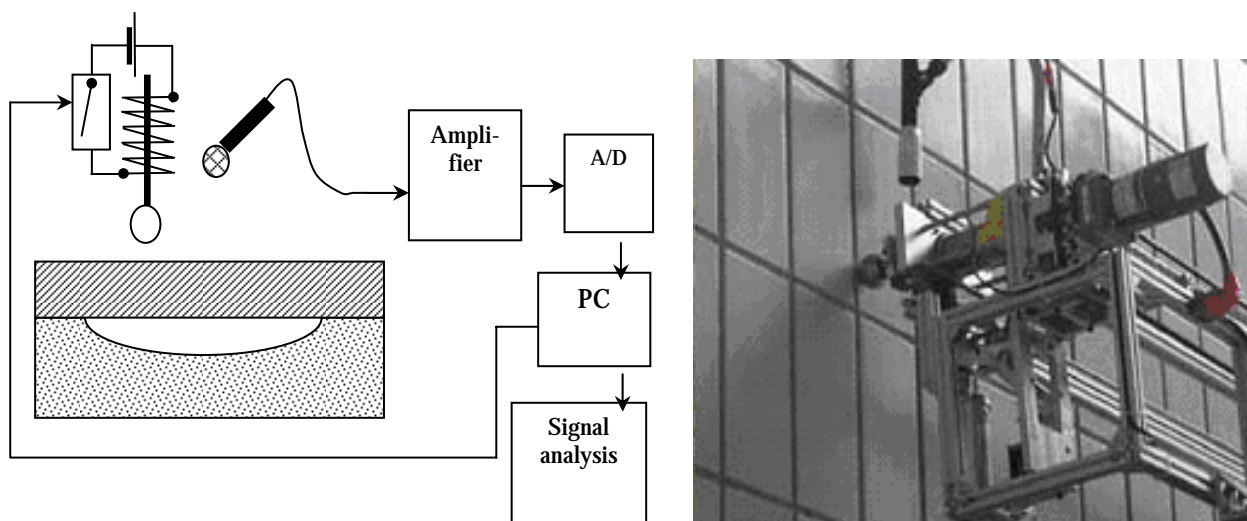 Ampli-
fier
A/D
PC
Signal
analysis